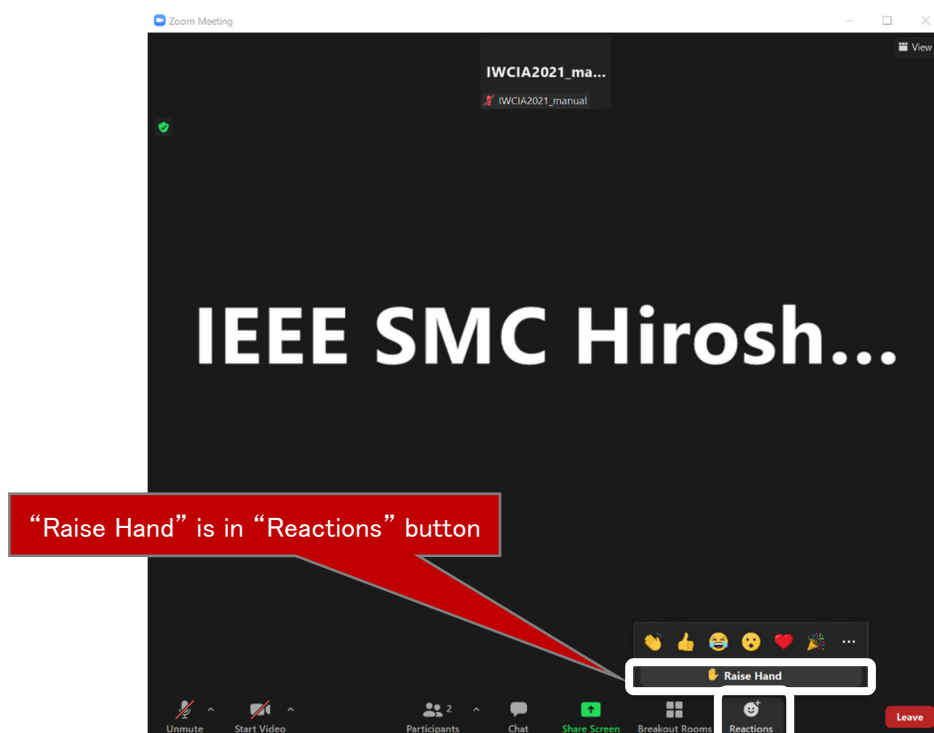 Zoom Meeting
View
IWCIA2021_ma...
IWCIA2021_manual
IEEE SMC Hirosh...
“Raise Hand” is in “Reactions” button
Raise Hand
2
Unmute
Start Video
Participants
Chat
Share Screen
Breakout Rooms
Reactions
Leave